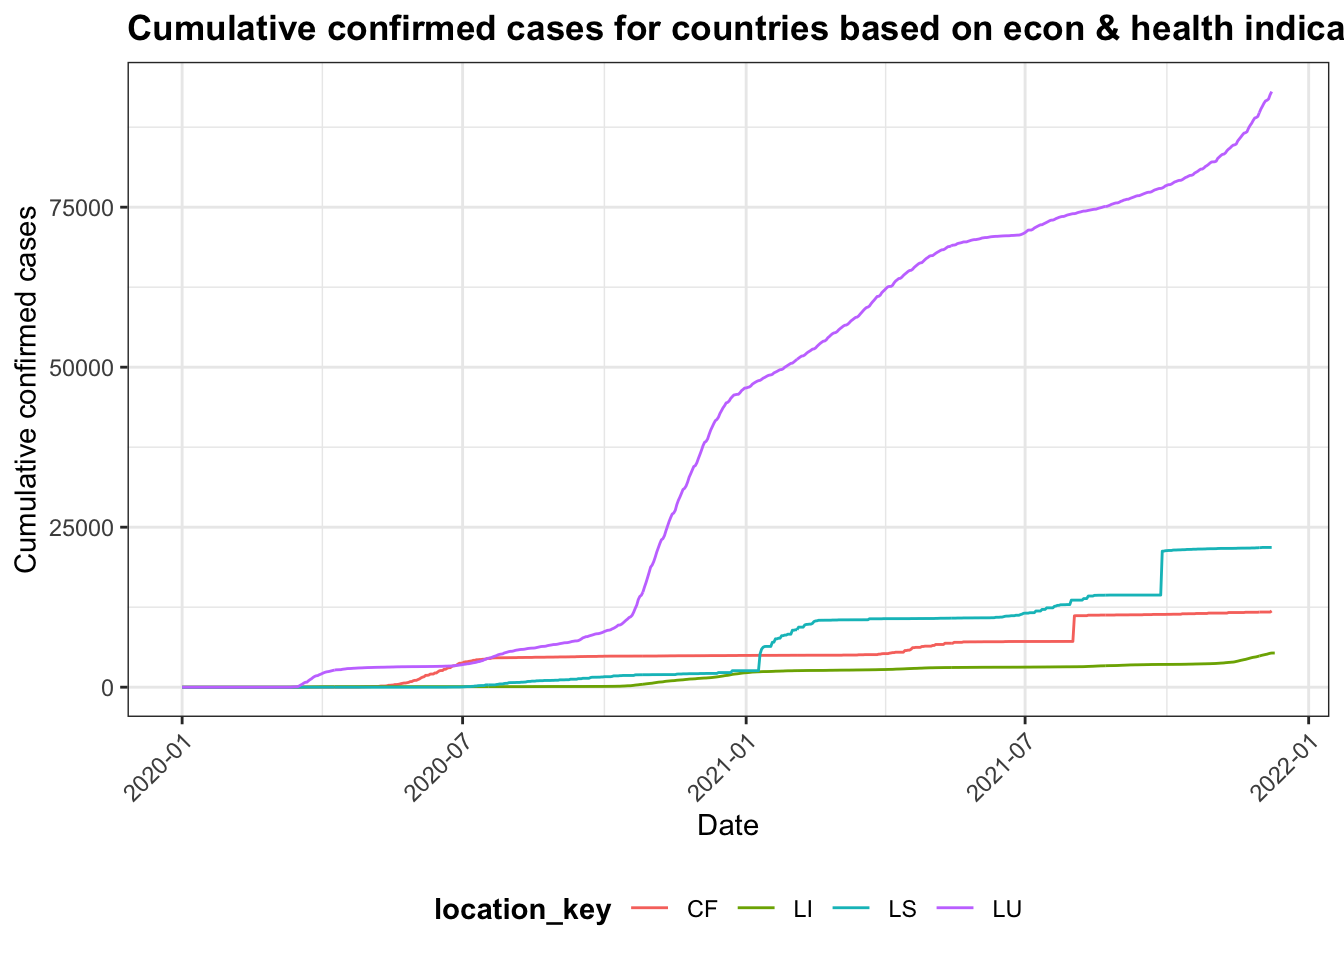 Cumulative confirmed cases for countries based on econ & health indica
Cumulative confirmed cases
75000
50000
25000
0
2020-01
2020-07
2021-01
2021-07
2022-01
Date
location_key CF LI LS LU